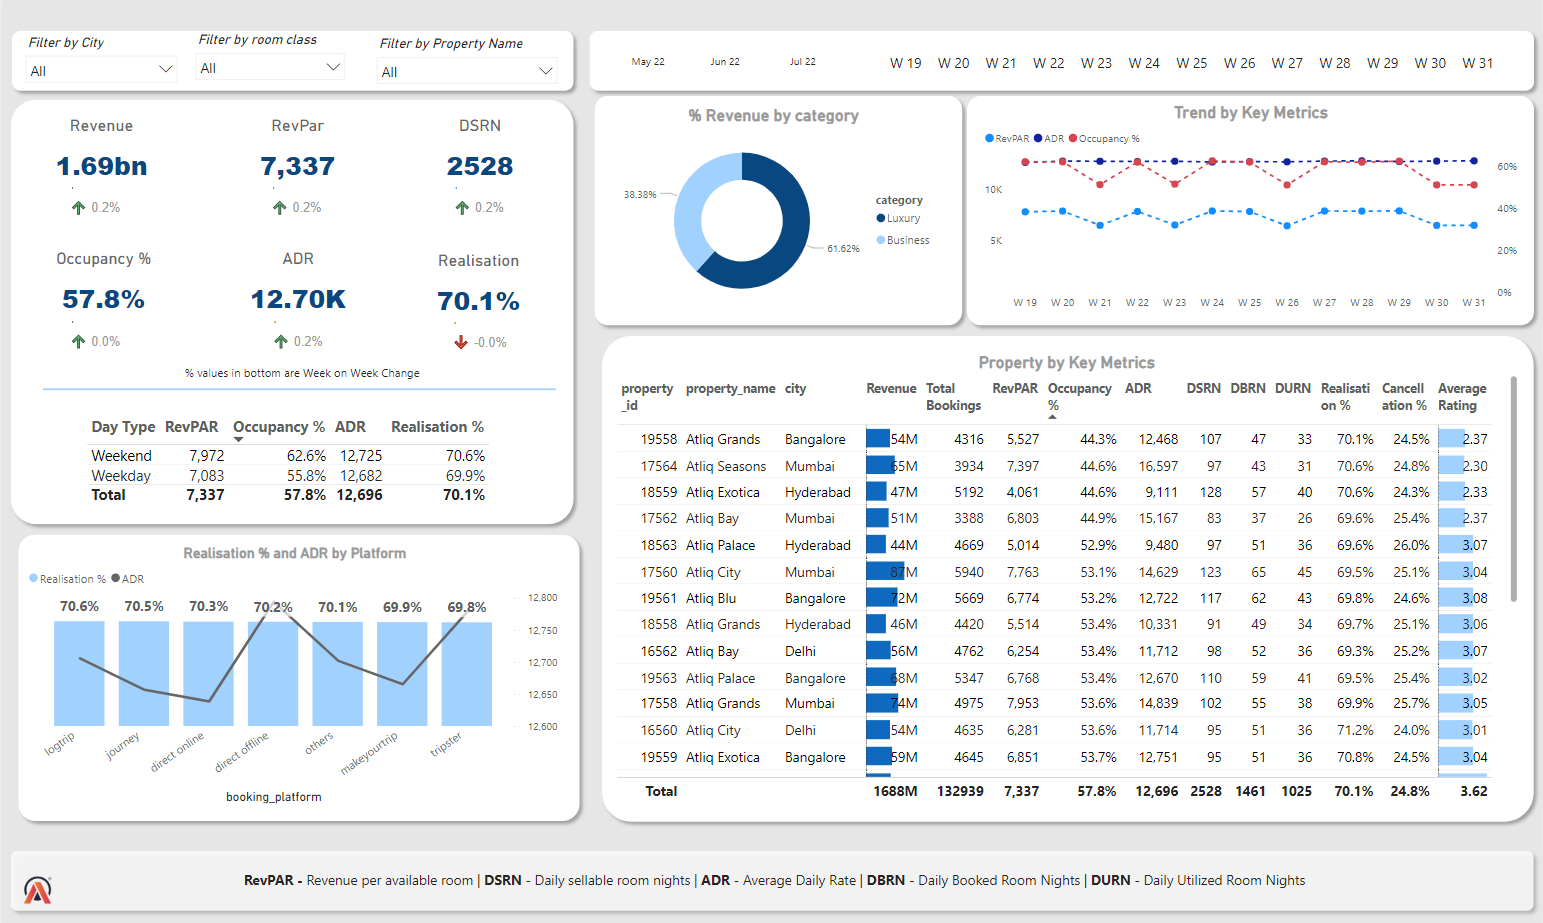 Filter by City
All
Filter by room class
All
Filter by Property Name
All
May 22 Jun 22 Jul 22
W 19 W 20 W 21 W 22 W 23 W 24 W 25 W 26 W 27 W 28 W 29 W 30 W 31
Revenue
1.69bn
0.2%
RevPar
7,337
0.2%
DSRN
2528
0.2%
Occupancy %
57.8%
0.0%
ADR
12.70K
0.2%
Realisation
70.1%
-0.0%
% values in bottom are Week on Week Change
Day Type RevPAR Occupancy % ADR Realisation %
Weekend 7,972 62.6% 12,725 70.6%
Weekday 7,083 55.8% 12,682 69.9%
Total 7,337 57.8% 12,696 70.1%
% Revenue by category
38.38%
61.62%
category
Luxury
Business
Trend by Key Metrics
RevPAR ADR Occupancy %
10K
5K
60%
40%
20%
0%
W 19 W 20 W 21 W 22 W 23 W 24 W 25 W 26 W 27 W 28 W 29 W 30 W 31
Realisation % and ADR by Platform
Realisation % ADR
70.6% 70.5% 70.3% 70.2% 70.1% 69.9% 69.8%
12,800
12,750
12,700
12,650
12,600
logtrip journey direct online direct offline others makeyourtrip tripster
booking_platform
Property by Key Metrics
property property_name city Revenue Total RevPAR Occupancy ADR DSRN DBRN DURN Realisati Cancell Average
_id Bookings % on % ation % Rating
19558 Atliq Grands Bangalore 54M 4316 5,527 44.3% 12,468 107 47 33 70.1% 24.5% 2.37
17564 Atliq Seasons Mumbai 65M 3934 7,397 44.6% 16,597 97 43 31 70.6% 24.8% 2.30
18559 Atliq Exotica Hyderabad 47M 5192 4,061 44.6% 9,111 128 57 40 70.6% 24.3% 2.33
17562 Atliq Bay Mumbai 51M 3388 6,803 44.9% 15,167 83 37 26 69.6% 25.4% 2.37
18563 Atliq Palace Hyderabad 44M 4669 5,014 52.9% 9,480 97 51 36 69.6% 26.0% 3.07
17560 Atliq City Mumbai 87M 5940 7,763 53.1% 14,629 123 65 45 69.5% 25.1% 3.04
19561 Atliq Blu Bangalore 72M 5669 6,774 53.2% 12,722 117 62 43 69.8% 24.6% 3.08
18558 Atliq Grands Hyderabad 46M 4420 5,514 53.4% 10,331 91 49 34 69.7% 25.1% 3.06
16562 Atliq Bay Delhi 56M 4762 6,254 53.4% 11,712 98 52 36 69.3% 25.2% 3.07
19563 Atliq Palace Bangalore 68M 5347 6,768 53.4% 12,670 110 59 41 69.5% 25.4% 3.02
17558 Atliq Grands Mumbai 74M 4975 7,953 53.6% 14,839 102 55 38 69.9% 25.7% 3.05
16560 Atliq City Delhi 54M 4635 6,281 53.6% 11,714 95 51 36 71.2% 24.0% 3.01
19559 Atliq Exotica Bangalore 59M 4645 6,851 53.7% 12,751 95 51 36 70.8% 24.5% 3.04
Total 1688M 132939 7,337 57.8% 12,696 2528 1461 1025 70.1% 24.8% 3.62
RevPAR - Revenue per available room | DSRN - Daily sellable room nights | ADR - Average Daily Rate | DBRN - Daily Booked Room Nights | DURN - Daily Utilized Room Nights